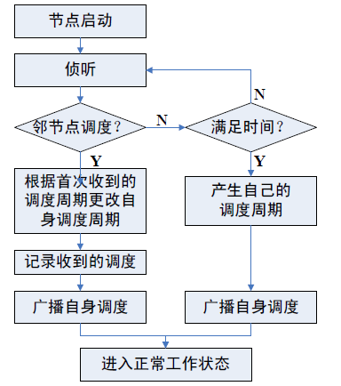 节点启动
侦听
N
邻节点调度？
N
满足时间？
Y
Y
根据首次收到的
调度周期更改自
身调度周期
产生自己的
调度周期
记录收到的调度
广播自身调度
广播自身调度
进入正常工作状态